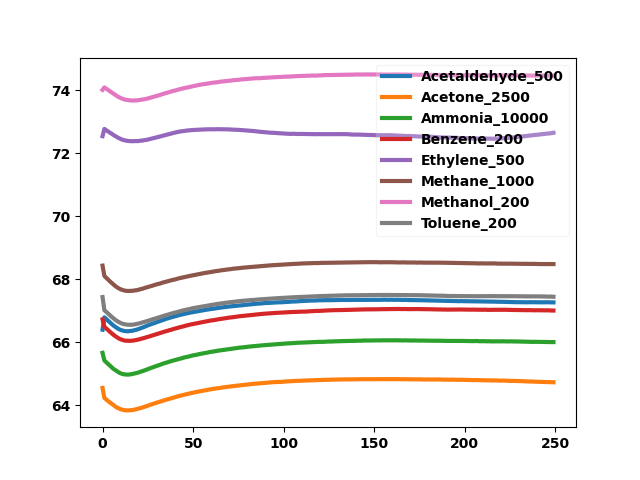 74
72
70
68
66
64
0 50 100 150 200 250
Acetaldehyde_500
Acetone_2500
Ammonia_10000
Benzene_200
Ethylene_500
Methane_1000
Methanol_200
Toluene_200